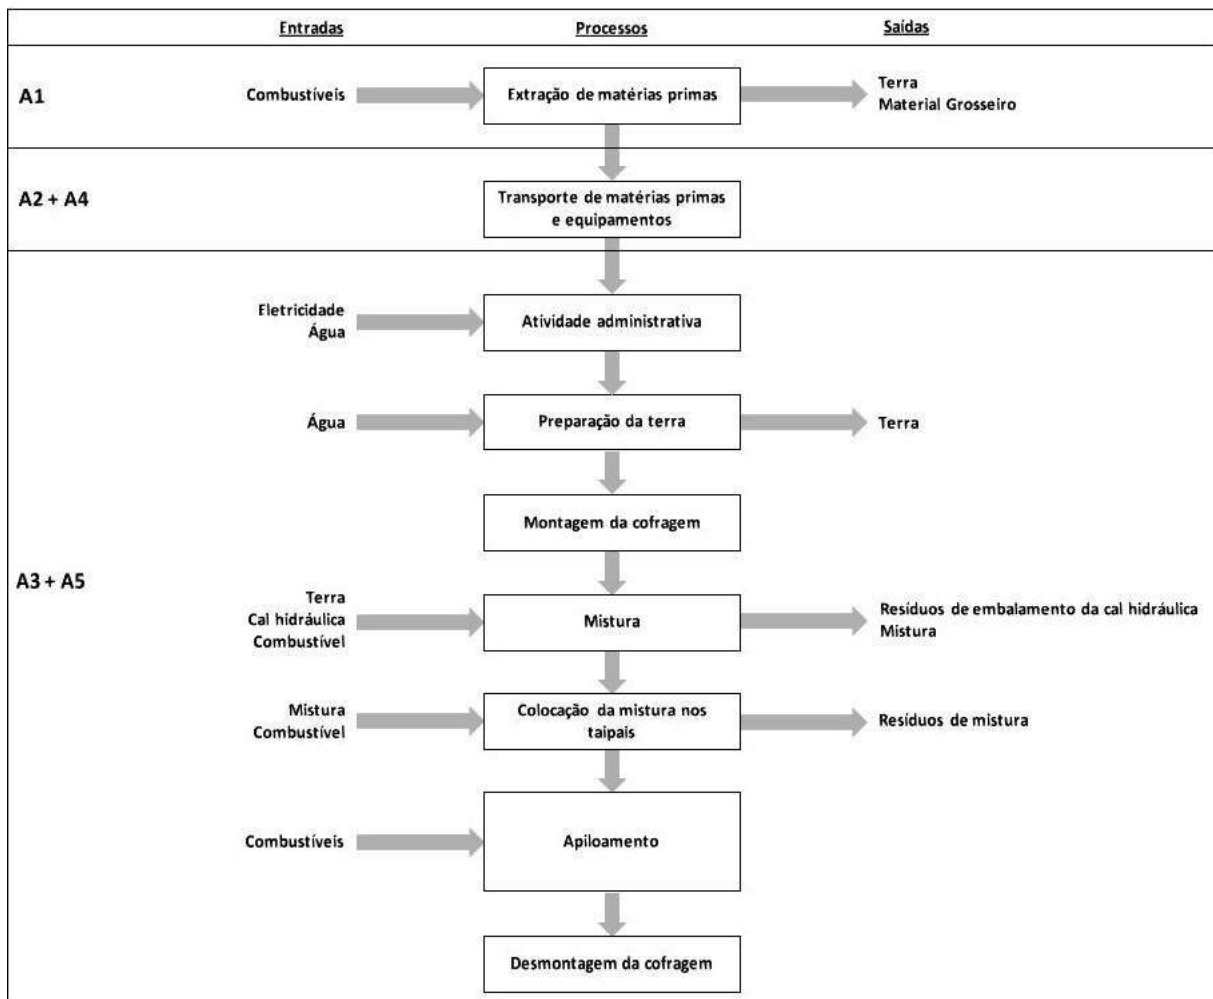 Entradas
Processos
Saídas
A1
Combustíveis
Extração de matérias primas
Terra
Material Grosseiro
A2 + A4
Transporte de matérias primas
e equipamentos
A3 + A5
Eletricidade
Água
Atividade administrativa
Água
Preparação da terra
Terra
Montagem da cofragem
Terra
Cal hidráulica
Combustível
Mistura
Resíduos de embalamento da cal hidráulica
Mistura
Mistura
Combustível
Colocação da mistura nos
taipais
Resíduos de mistura
Combustíveis
Apiloamento
Desmontagem da cofragem